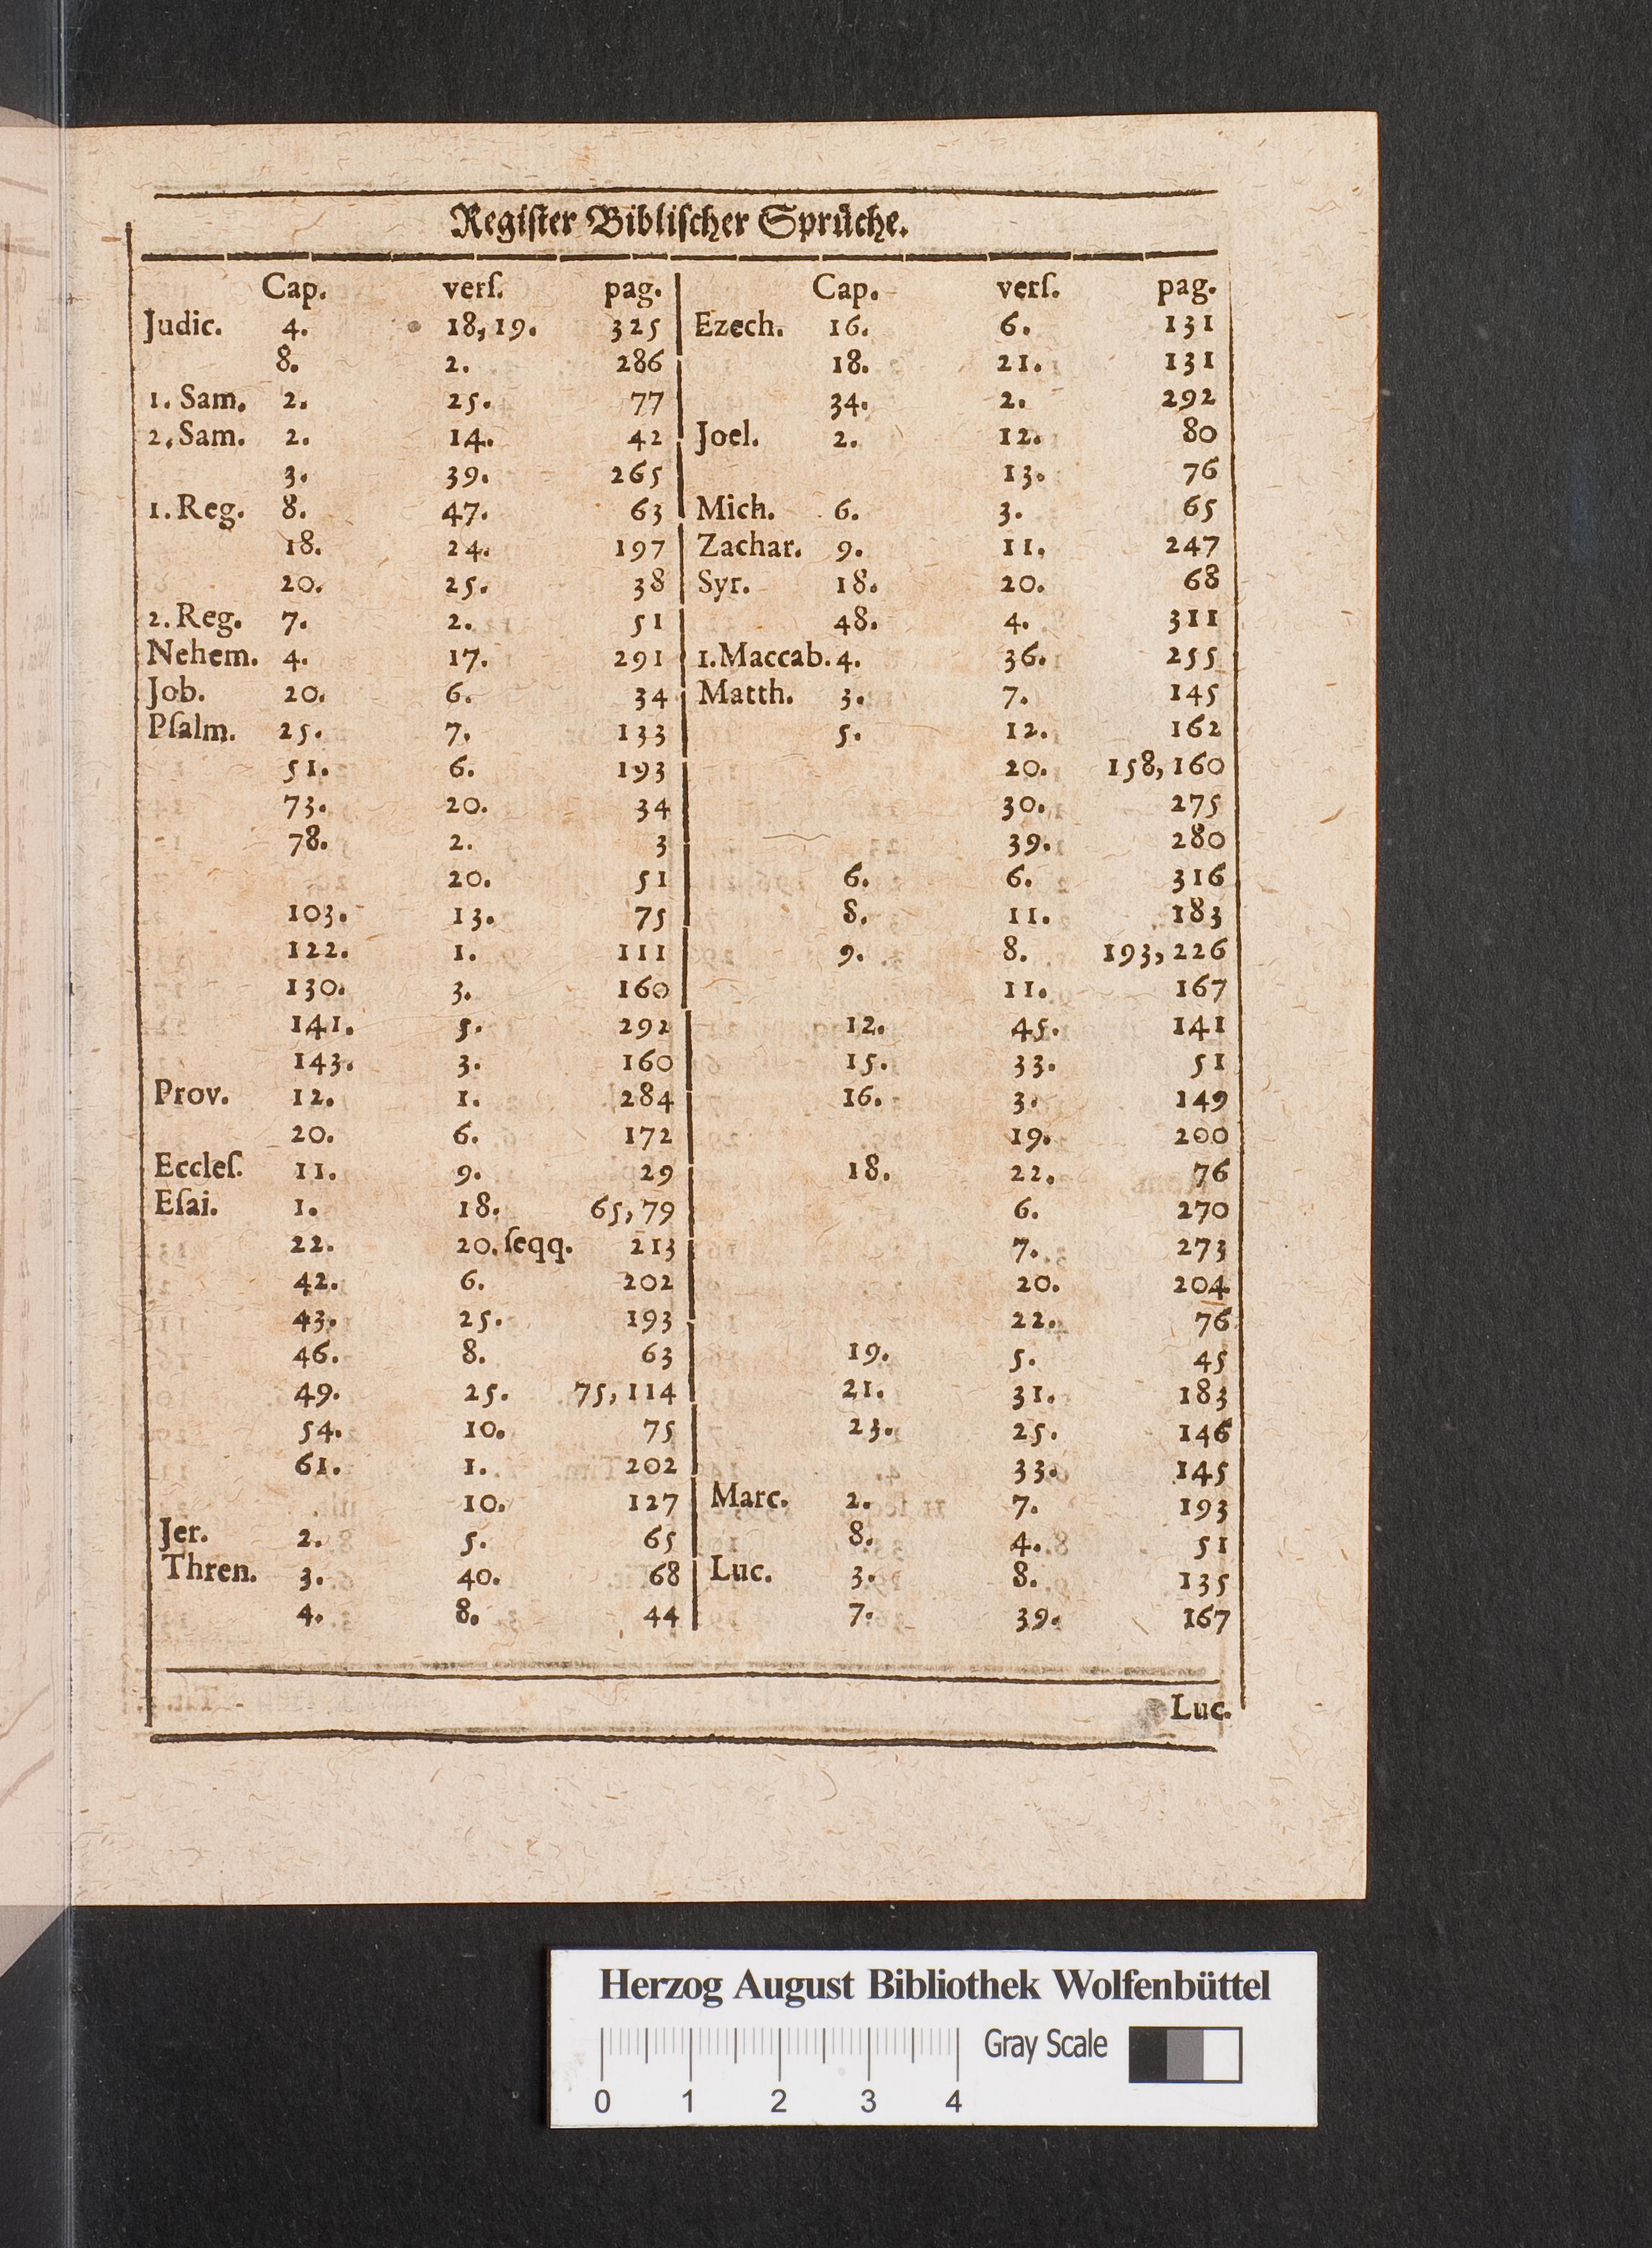 Regiſter Bibliſcher Sprüche.
Cap. verſ. pag.
Judic. 4. 18, 19. 325
8. 2. 286
1. Sam. 2. 25. 77
2. Sam. 2. 14. 42
3. 39. 265
1. Reg. 8. 47. 63
18. 24. 197
20. 25. 38
2. Reg. 7. 2. 51
Nehem. 4. 17. 291
Job. 20. 6. 34
Pſalm. 25. 7. 133
51. 6. 193
73. 20. 34
78. 2. 3
20. 51
103. 13. 75
122. 1. 111
130. 3. 160
141. 5. 292
143. 3. 160
Prov. 12. 1. 284
20. 6. 172
Eccleſ. 11. 9. 29
Eſai. 1. 18. 65, 79
22. 20. ſeqq. 213
42. 6. 202
43. 25. 193
46. 8. 63
49. 25. 75, 114
54. 10. 75
61. 1. 202
10. 127
Jer. 2. 5. 65
Thren. 3. 40. 68
4. 8. 44
Cap. verſ. pag.
Ezech. 16. 6. 131
18. 21. 131
34. 2. 292
Joel. 2. 12. 80
13. 76
Mich. 6. 3. 65
Zachar. 9. 11. 247
Syr. 18. 20. 68
48. 4. 311
1. Maccab. 4. 36. 255
Matth. 3. 7. 145
5. 12. 162
20. 158, 160
30. 275
39. 280
6. 6. 316
8. 11. 183
9. 8. 193, 226
11. 167
12. 45. 141
15. 33. 51
16. 3. 149
19. 200
18. 22. 76
6. 270
7. 273
20. 204
22. 76
19. 5. 45
21. 31. 183
23. 25. 146
33. 145
Marc. 2. 7. 193
8. 4. 51
Luc. 3. 8. 135
7. 39. 167
Luc.
Herzog August Bibliothek Wolfenbüttel
Gray Scale
0 1 2 3 4